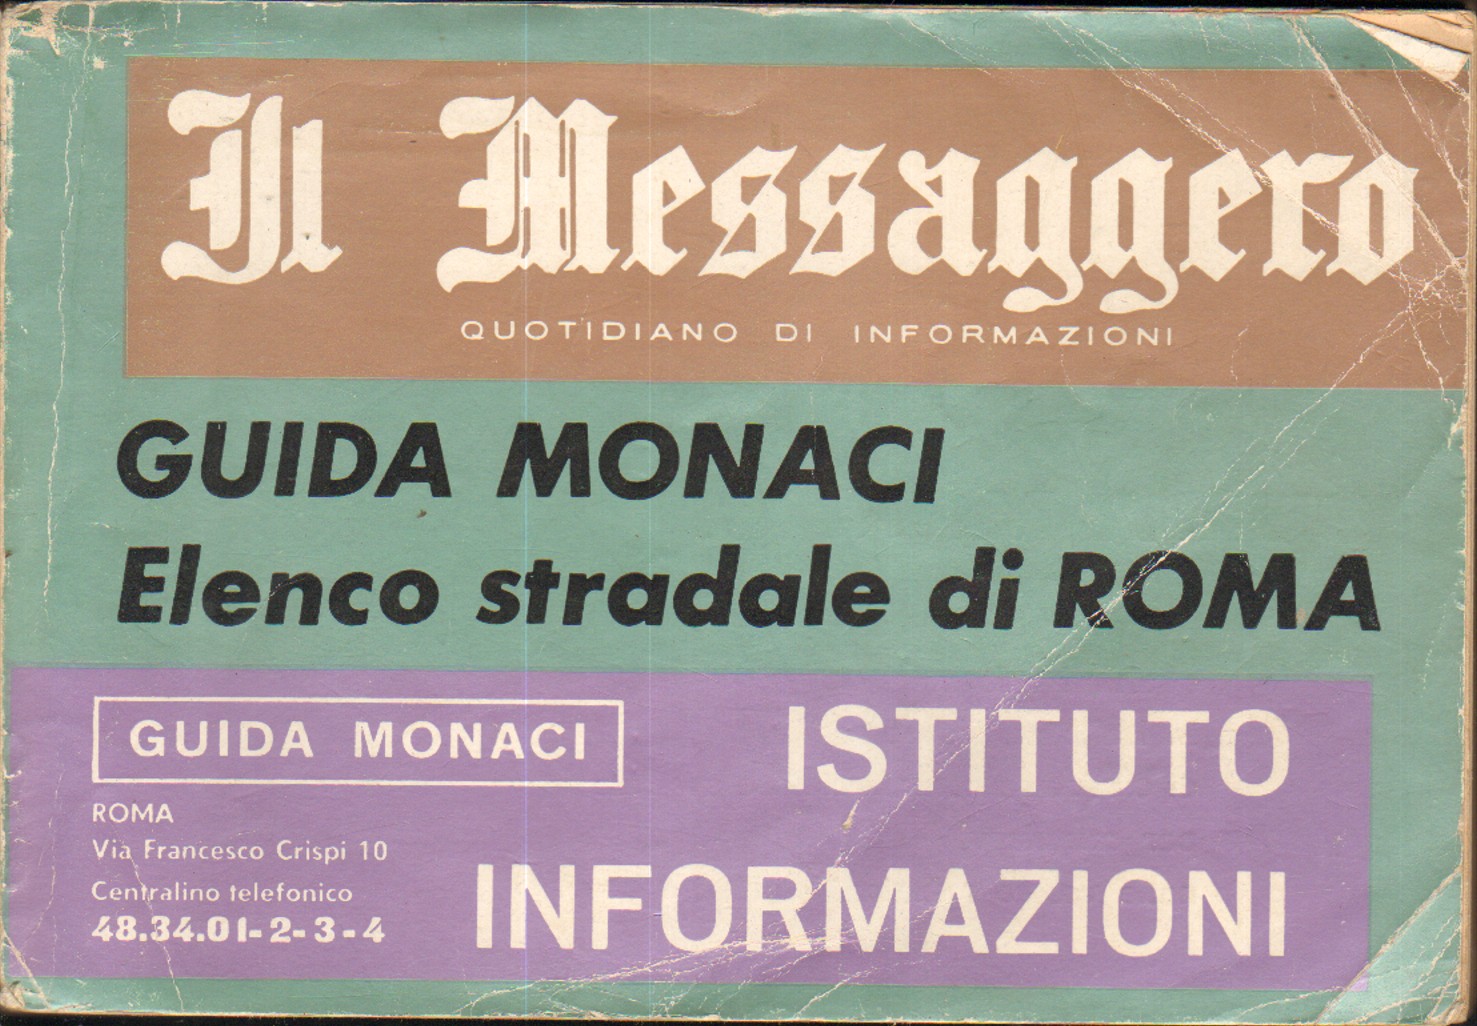 Il Messaggero
QUOTIDIANO DI INFORMAZIONI
GUIDA MONACI
Elenco stradale di ROMA
GUIDA MONACI
ISTITUTO
INFORMAZIONI
ROMA
Via Francesco Crispi 10
Centralino telefonico
48.34.01-2-3-4